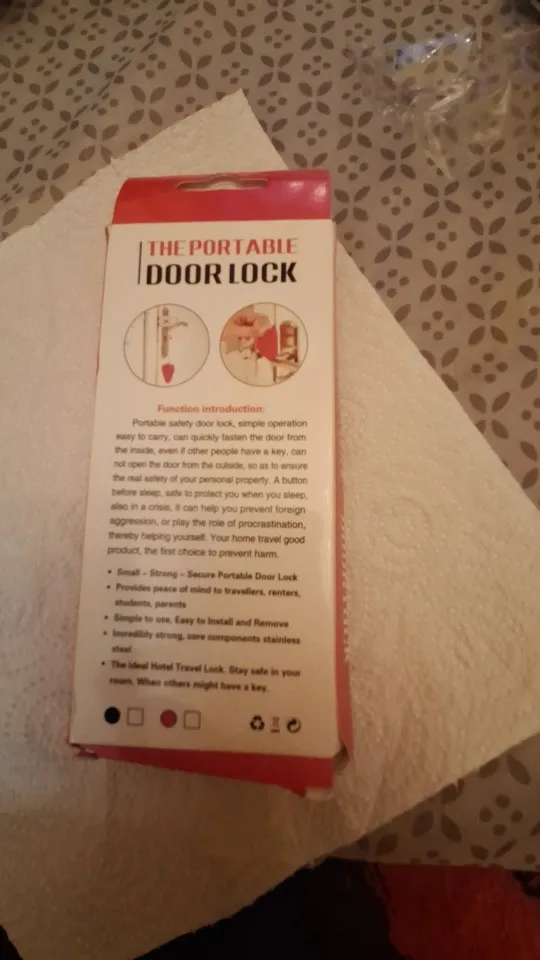 THE PORTABLE
DOOR LOCK
Function introduction:
Portable safety door lock, simple operation
easy to carry, can quickly fasten the door from
the inside, even if other people have a key, can
not open the door from the outside, so as to ensure
the real safety of your personal property. A button
before sleep, safe to protect you when you sleep,
also in a crisis, it can help you prevent foreign
aggression, or play the role of procrastination,
thereby helping yourself. Your home travel good
product, the first choice to prevent harm.
• Small – Strong – Secure Portable Door Lock
• Provides peace of mind to travellers, renters,
students, parents
• Simple to use, Easy to Install and Remove
• Incredibly strong, core components stainless
steel
• The Ideal Hotel Travel Lock. Stay safe in your
room. When others might have a key.